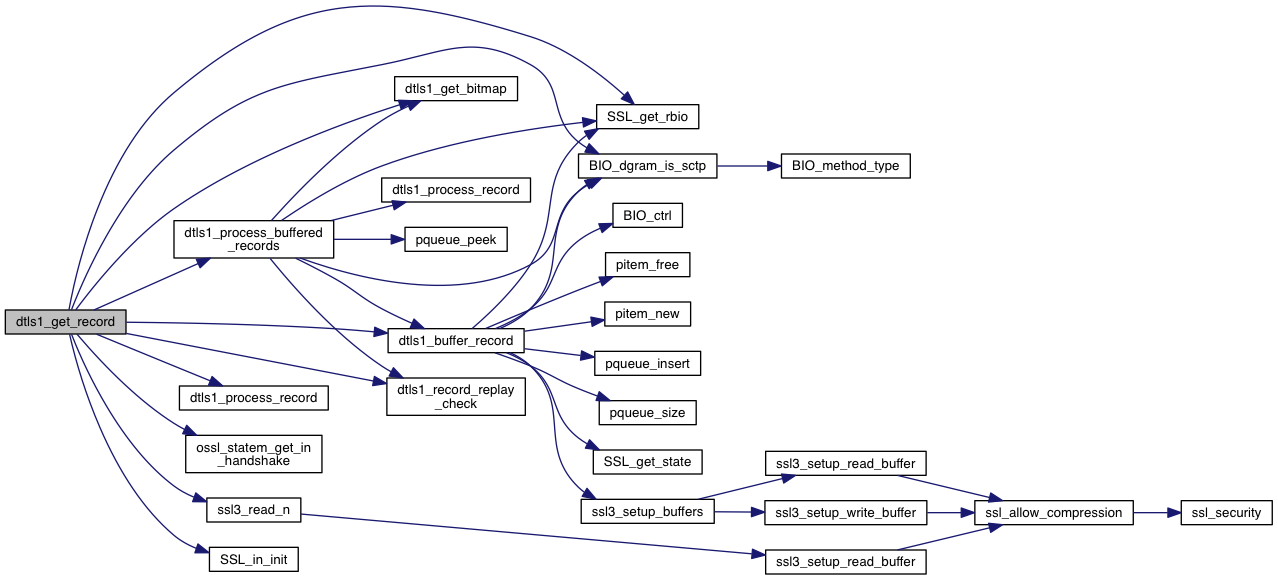 dtls1_get_bitmap
SSL_get_rbio
BIO_dgram_is_sctp
BIO_method_type
dtls1_process_record
BIO_ctrl
dtls1_process_buffered
_records
pqueue_peek
pitem_free
pitem_new
dtls1_get_record
dtls1_buffer_record
pqueue_insert
dtls1_process_record
dtls1_record_replay
_check
pqueue_size
ossl_statem_get_in
_handshake
SSL_get_state
ssl3_setup_read_buffer
ssl3_read_n
ssl3_setup_buffers
ssl3_setup_write_buffer
ssl_allow_compression
ssl_security
SSL_in_init
ssl3_setup_read_buffer